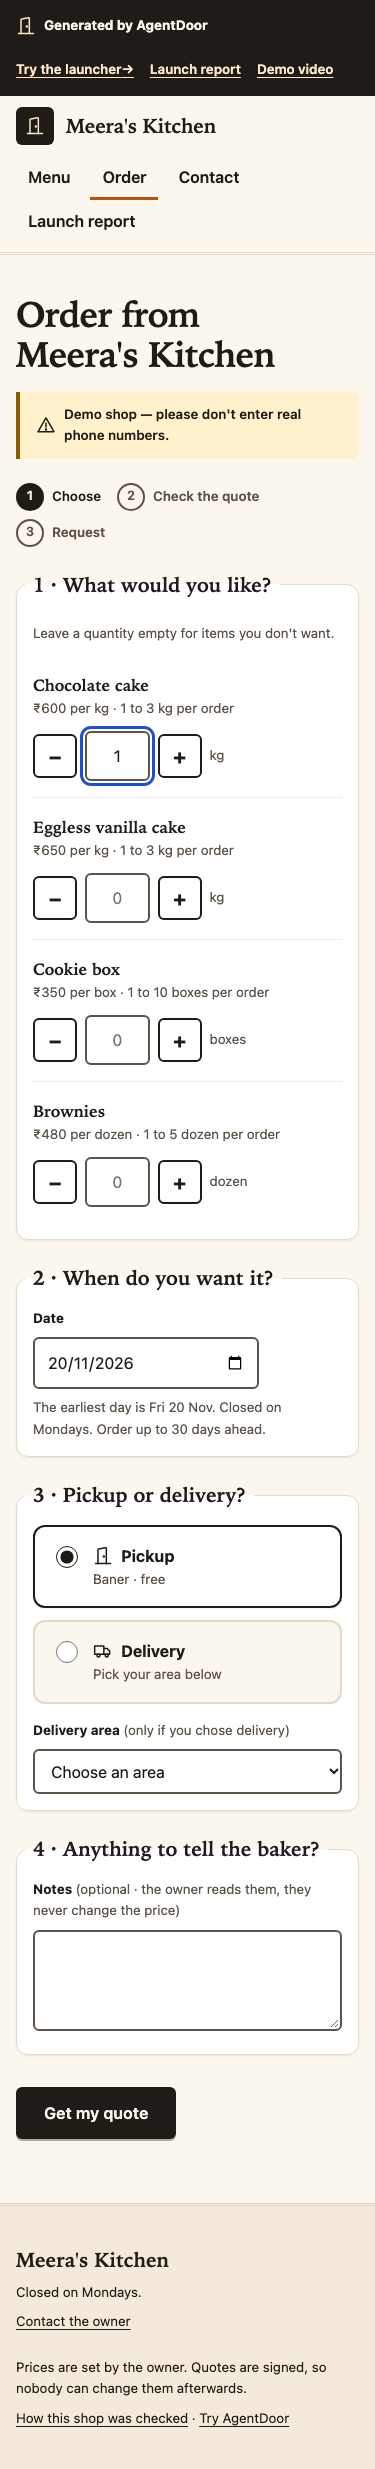 Generated by AgentDoor
Try the launcher→ Launch report Demo video
Meera's Kitchen
Menu Order Contact
Launch report
Order from
Meera's Kitchen
Demo shop — please don't enter real
phone numbers.
1 Choose 2 Check the quote
3 Request
1 · What would you like?
Leave a quantity empty for items you don't want.
Chocolate cake
₹600 per kg · 1 to 3 kg per order
− 1 + kg
Eggless vanilla cake
₹650 per kg · 1 to 3 kg per order
− 0 + kg
Cookie box
₹350 per box · 1 to 10 boxes per order
− 0 + boxes
Brownies
₹480 per dozen · 1 to 5 dozen per order
− 0 + dozen
2 · When do you want it?
Date
20/11/2026
The earliest day is Fri 20 Nov. Closed on
Mondays. Order up to 30 days ahead.
3 · Pickup or delivery?
Pickup
Baner · free
Delivery
Pick your area below
Delivery area (only if you chose delivery)
Choose an area
4 · Anything to tell the baker?
Notes (optional · the owner reads them, they
never change the price)
Get my quote
Meera's Kitchen
Closed on Mondays.
Contact the owner
Prices are set by the owner. Quotes are signed, so
nobody can change them afterwards.
How this shop was checked · Try AgentDoor